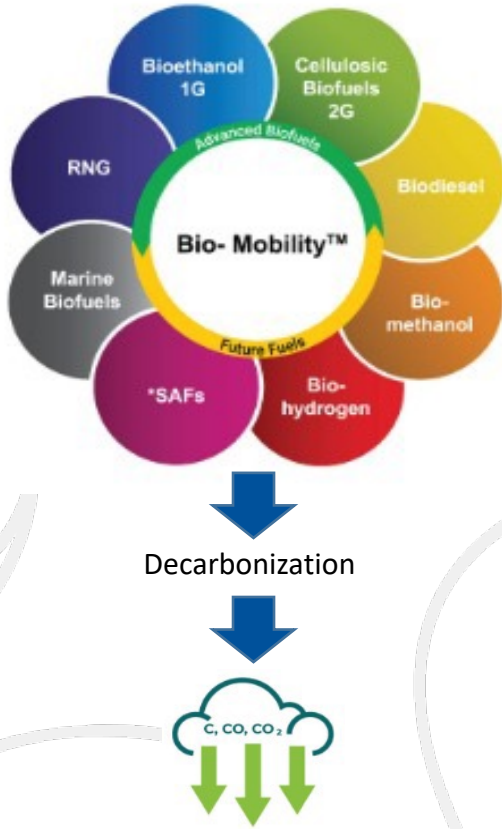 Bioethanol
1G
Cellulosic
Biofuels
2G
Advanced Biofuels
RNG
Biodiesel
Bio- Mobility™
Marine
Biofuels
Bio-
methanol
Future Fuels
*SAFs
Bio-
hydrogen
Decarbonization
C, CO, CO₂